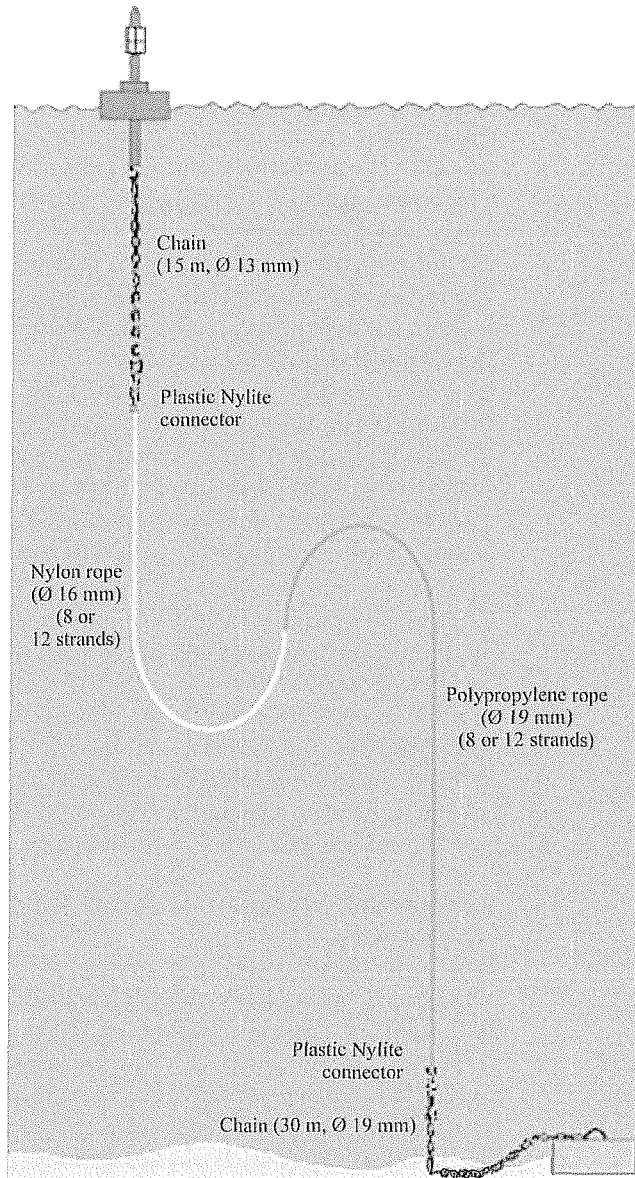 Chain
(15 m, Ø 13 mm)
Plastic Nylite
connector
Nylon rope
(Ø 16 mm)
(8 or
12 strands)
Polypropylene rope
(Ø 19 mm)
(8 or 12 strands)
Plastic Nylite
connector
Chain (30 m, Ø 19 mm)